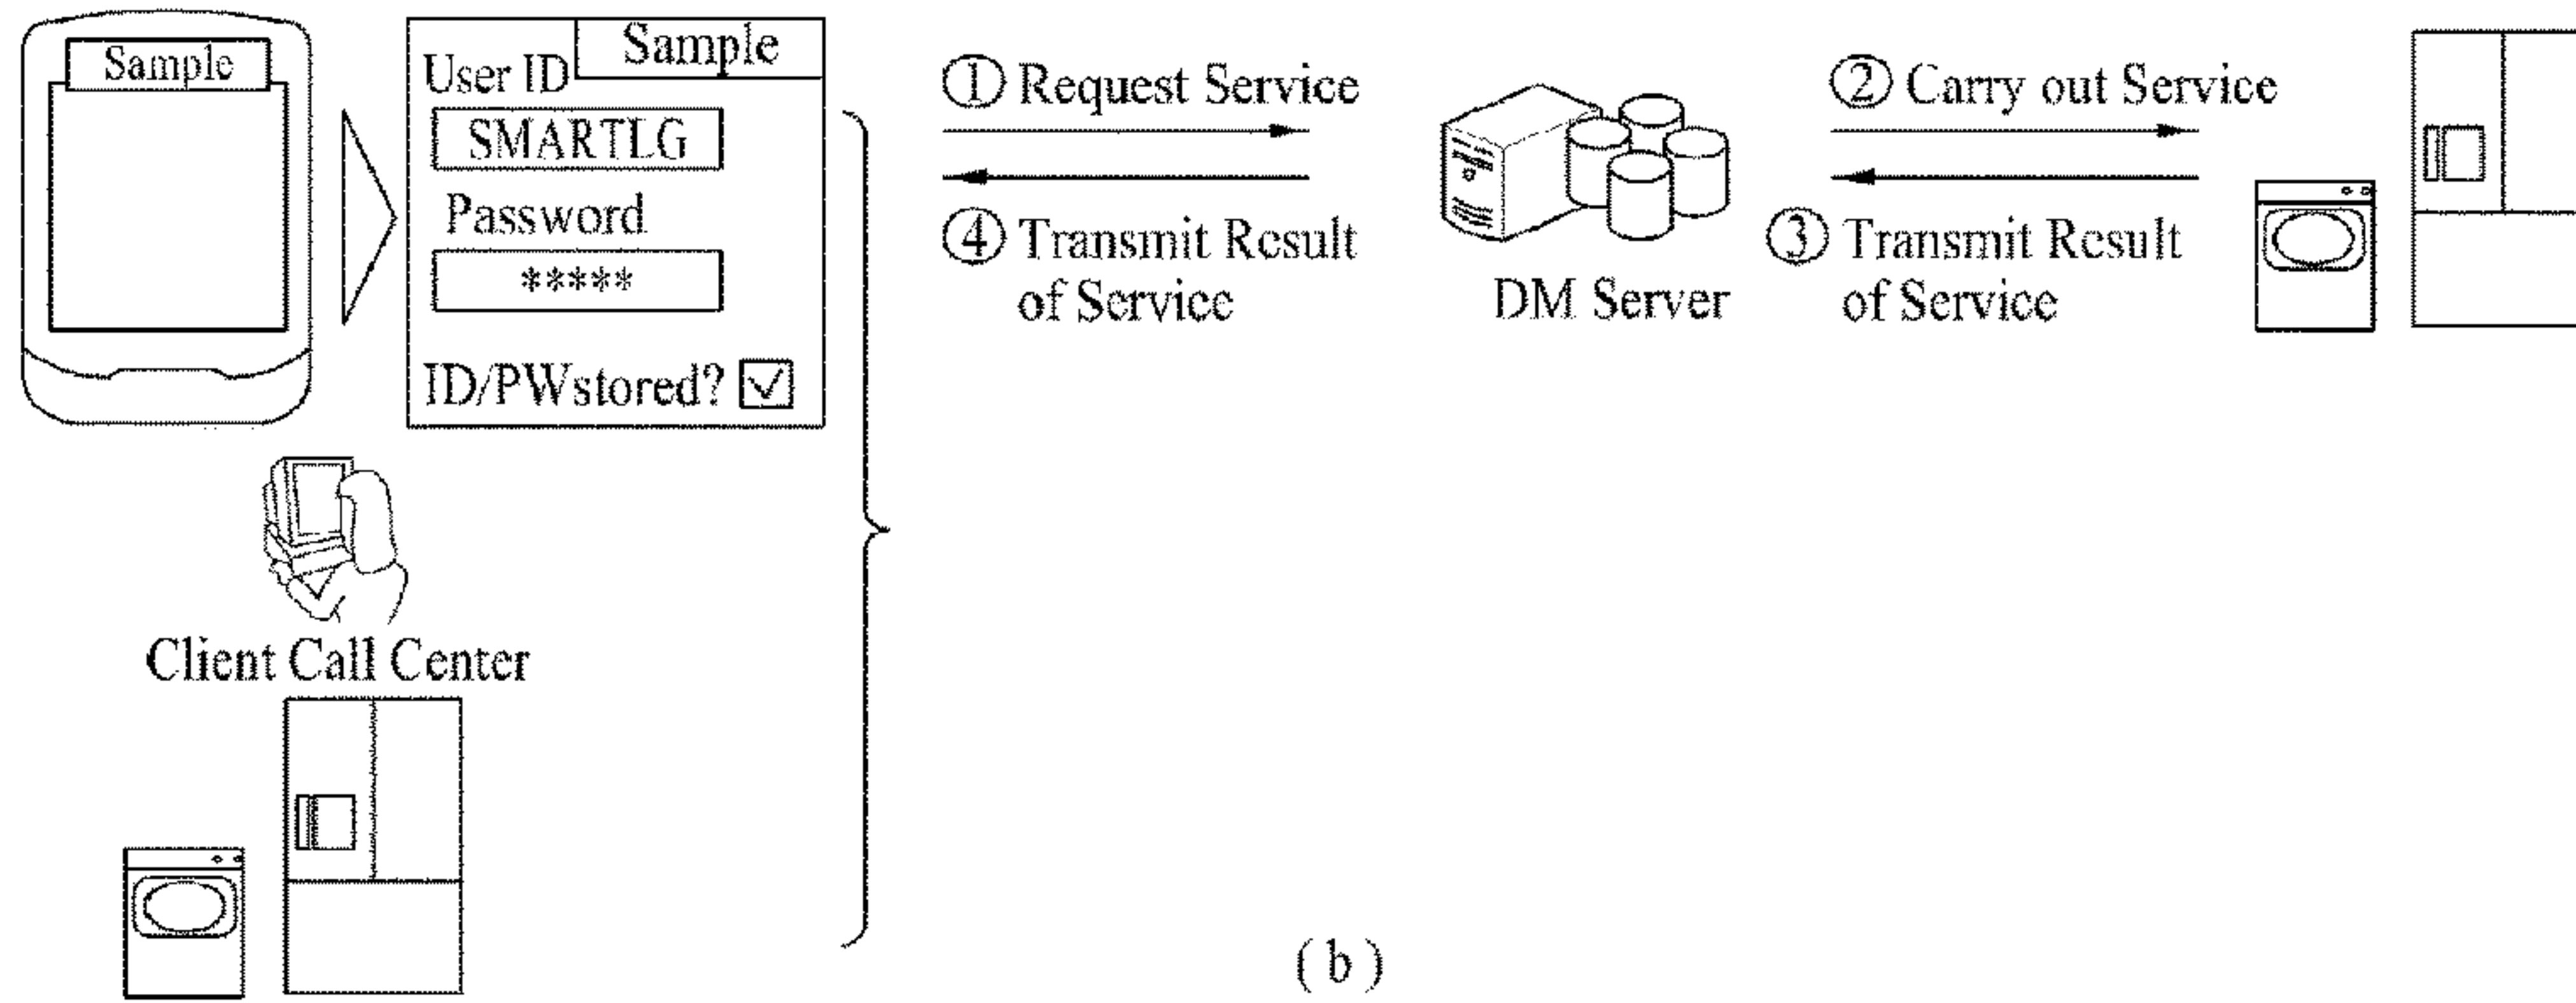 Sample
Sample
User ID
SMARTLG
Password
*****
ID/PWstored?
① Request Service
④ Transmit Result
of Service
DM Server
② Carry out Service
③ Transmit Result
of Service
Client Call Center
( b )